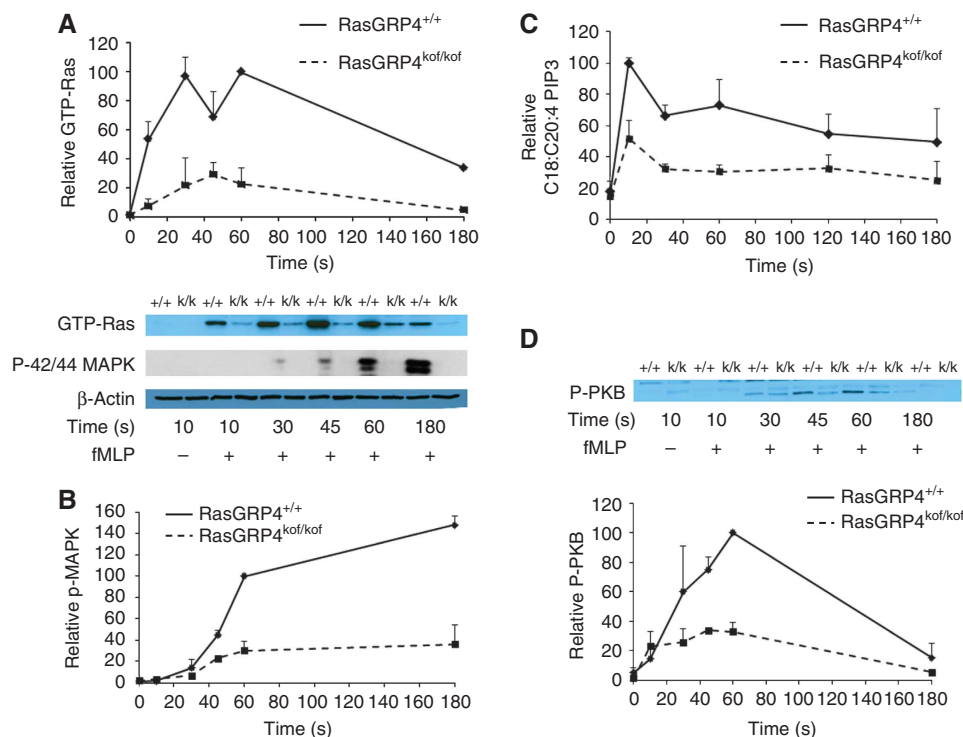 A
RasGRP4+/+
RasGRP4kof/kof
Relative GTP-Ras
120
100
80
60
40
20
0
0 20 40 60 80 100 120 140 160 180
Time (s)
+/+ k/k +/+ k/k +/+ k/k +/+ k/k +/+ k/k +/+ k/k
GTP-Ras
P-42/44 MAPK
β-Actin
Time (s) 10 10 30 45 60 180
fMLP − + + + + +
B
RasGRP4+/+
RasGRP4kof/kof
Relative p-MAPK
160
140
120
100
80
60
40
20
0
0 20 40 60 80 100 120 140 160 180
Time (s)
C
RasGRP4+/+
RasGRP4kof/kof
Relative
C18:C20:4 PIP3
120
100
80
60
40
20
0
0 20 40 60 80 100 120 140 160 180
Time (s)
D
+/+ k/k +/+ k/k +/+ k/k +/+ k/k +/+ k/k +/+ k/k
P-PKB
Time (s) 10 10 30 45 60 180
fMLP − + + + + +
RasGRP4+/+
RasGRP4kof/kof
Relative P-PKB
120
100
80
60
40
20
0
0 20 40 60 80 100 120 140 160 180
Time (s)